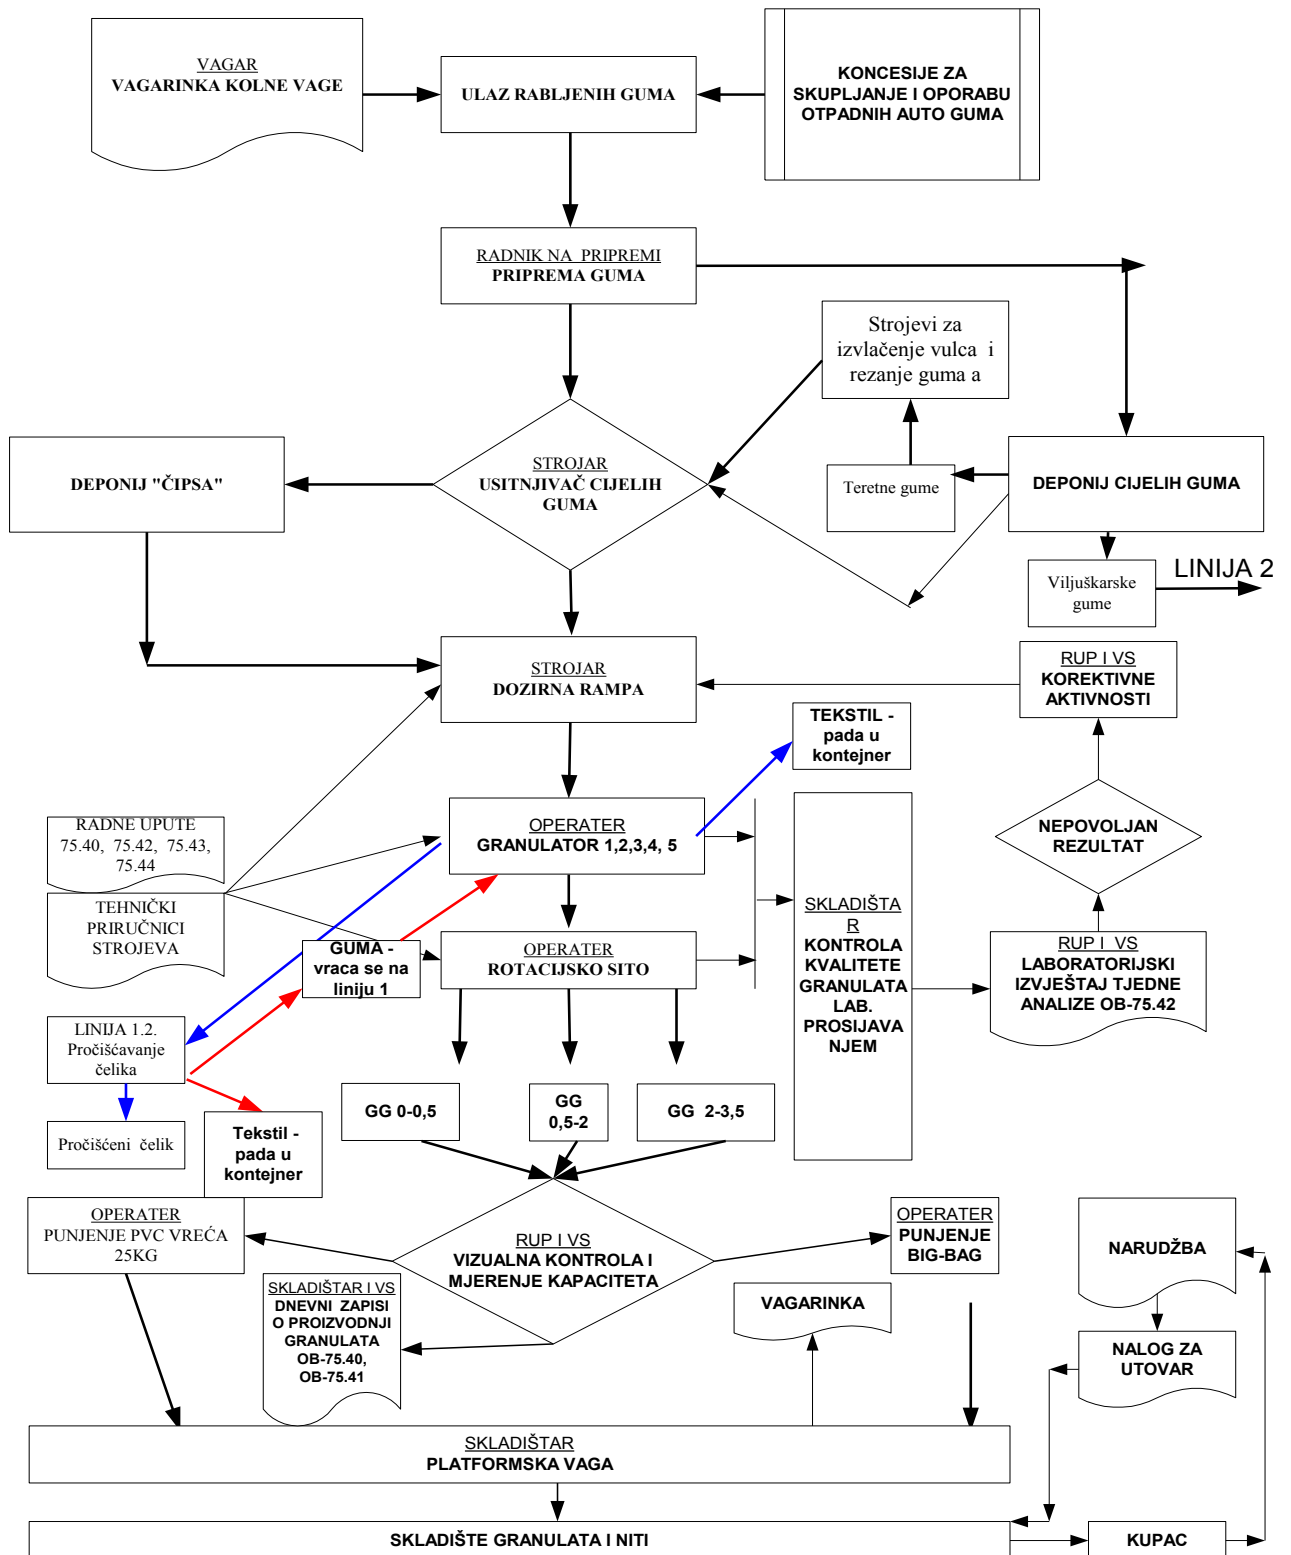 VAGAR
VAGARINKA KOLNE VAGE
ULAZ RABLJENIH GUMA
KONCESIJE ZA
SKUPLJANJE I OPORABU
OTPADNIH AUTO GUMA
RADNIK NA PRIPREMI
PRIPREMA GUMA
Strojevi za
izvlačenje vulca i
rezanje guma a
DEPONIJ "ČIPSA"
STROJAR
USITNJIVAČ CIJELIH
GUMA
Teretne gume
DEPONIJ CIJELIH GUMA
Viljuškarske
gume
LINIJA 2
STROJAR
DOZIRNA RAMPA
RUP I VS
KOREKTIVNE
AKTIVNOSTI
TEKSTIL -
pada u
kontejner
RADNE UPUTE
75.40, 75.42, 75.43,
75.44
OPERATER
GRANULATOR 1,2,3,4, 5
NEPOVOLJAN
REZULTAT
TEHNIČKI
PRIRUČNICI
STROJEVA
GUMA -
vraca se na
liniju 1
OPERATER
ROTACIJSKO SITO
SKLADIŠTA
R
KONTROLA
KVALITETE
GRANULATA
LAB.
PROSIJAVA
NJEM
RUP I VS
LABORATORIJSKI
IZVJEŠTAJ TJEDNE
ANALIZE OB-75.42
LINIJA 1.2.
Pročišćavanje
čelika
Pročišćeni čelik
Tekstil -
pada u
kontejner
GG 0-0,5
GG
0,5-2
GG 2-3,5
OPERATER
PUNJENJE PVC VREĆA
25KG
RUP I VS
VIZUALNA KONTROLA I
MJERENJE KAPACITETA
OPERATER
PUNJENJE
BIG-BAG
NARUDŽBA
SKLADIŠTAR I VS
DNEVNI ZAPISI
O PROIZVODNJI
GRANULATA
OB-75.40,
OB-75.41
VAGARINKA
NALOG ZA
UTOVAR
SKLADIŠTAR
PLATFORMSKA VAGA
SKLADIŠTE GRANULATA I NITI
KUPAC